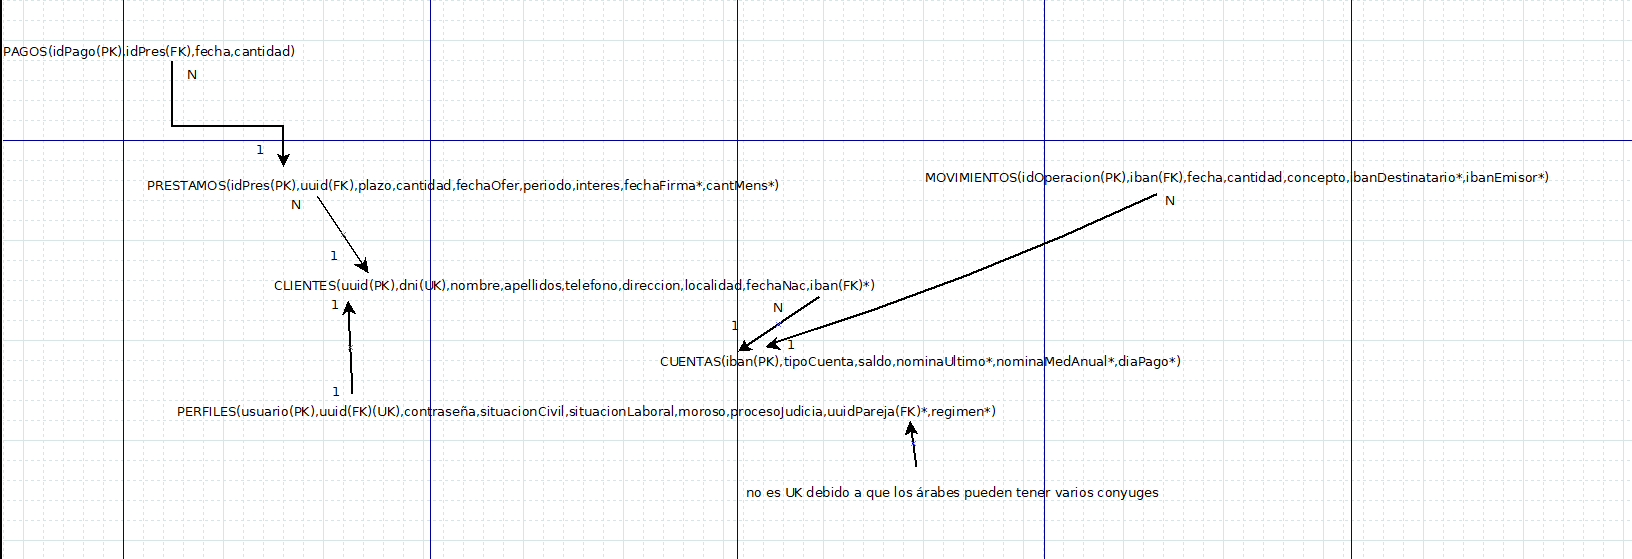 PAGOS(idPago(PK),idPres(FK),fecha,cantidad)
N
1
MOVIMIENTOS(idOperacion(PK),iban(FK),fecha,cantidad,concepto,ibanDestinatario*,ibanEmisor*)
PRESTAMOS(idPres(PK),uuid(FK),plazo,cantidad,fechaOfer,periodo,interes,fechaFirma*,cantMens*)
N
N
1
CLIENTES(uuid(PK),dni(UK),nombre,apellidos,telefono,direccion,localidad,fechaNac,iban(FK)*)
1
N
1
1
CUENTAS(iban(PK),tipoCuenta,saldo,nominaUltimo*,nominaMedAnual*,diaPago*)
1
PERFILES(usuario(PK),uuid(FK)(UK),contraseña,situacionCivil,situacionLaboral,moroso,procesoJudicia,uuidPareja(FK)*,regimen*)
no es UK debido a que los árabes pueden tener varios conyuges